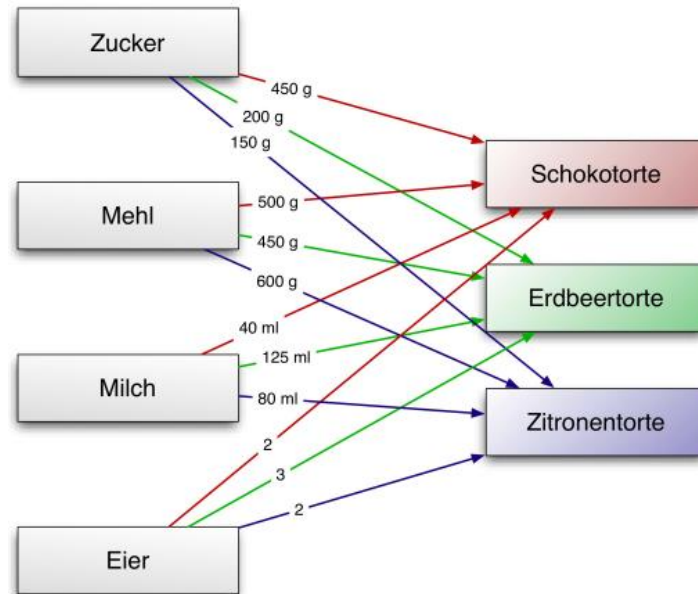 Zucker
450 g
200 g
150 g
Schokotorte
Mehl
500 g
450 g
600 g
Erdbeertorte
40 ml
125 ml
Milch
80 ml
Zitronentorte
2
3
2
Eier